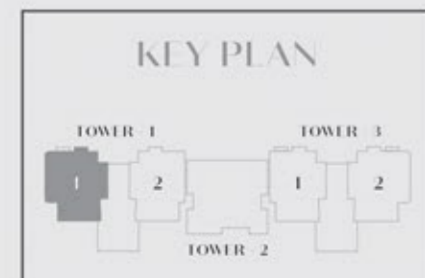 KEY PLAN
TOWER - 1
TOWER - 3
1
2
1
2
TOWER - 2